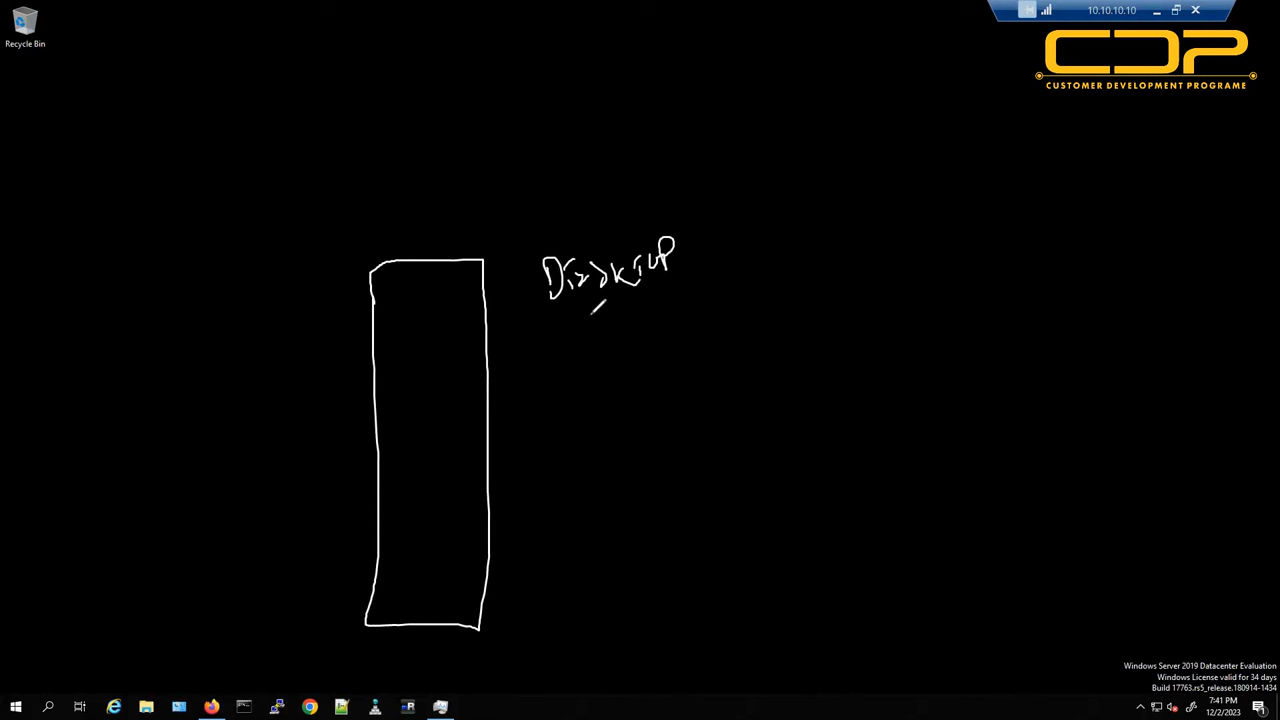 10.10.10.10
Recycle Bin
CDP
CUSTOMER DEVELOPMENT PROGRAME
Windows Server 2019 Datacenter Evaluation
Windows License valid for 34 days
Build 17763.rs5_release.180914-1434
7:41 PM
12/2/2023